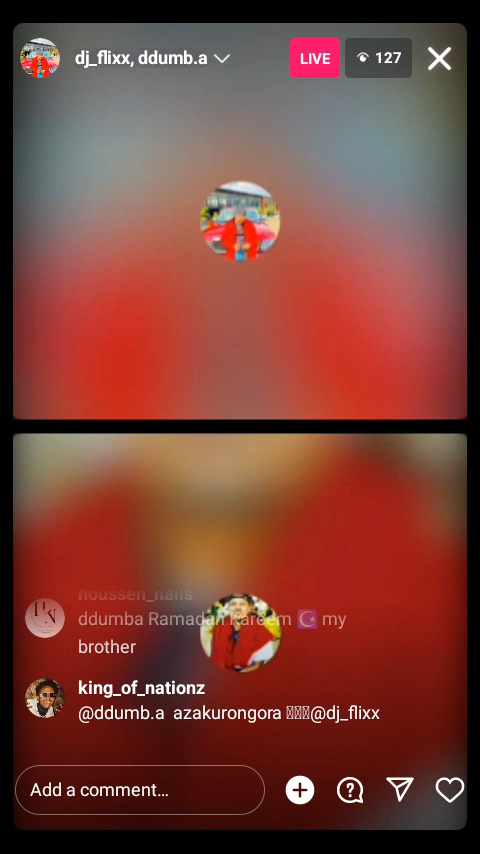 dj_flixx, ddumb.a
LIVE
127
houssen_nails
ddumba Ramadan kareem ☪️ my
brother
king_of_nationz
@ddumb.a azakurongora @dj_flixx
Add a comment...